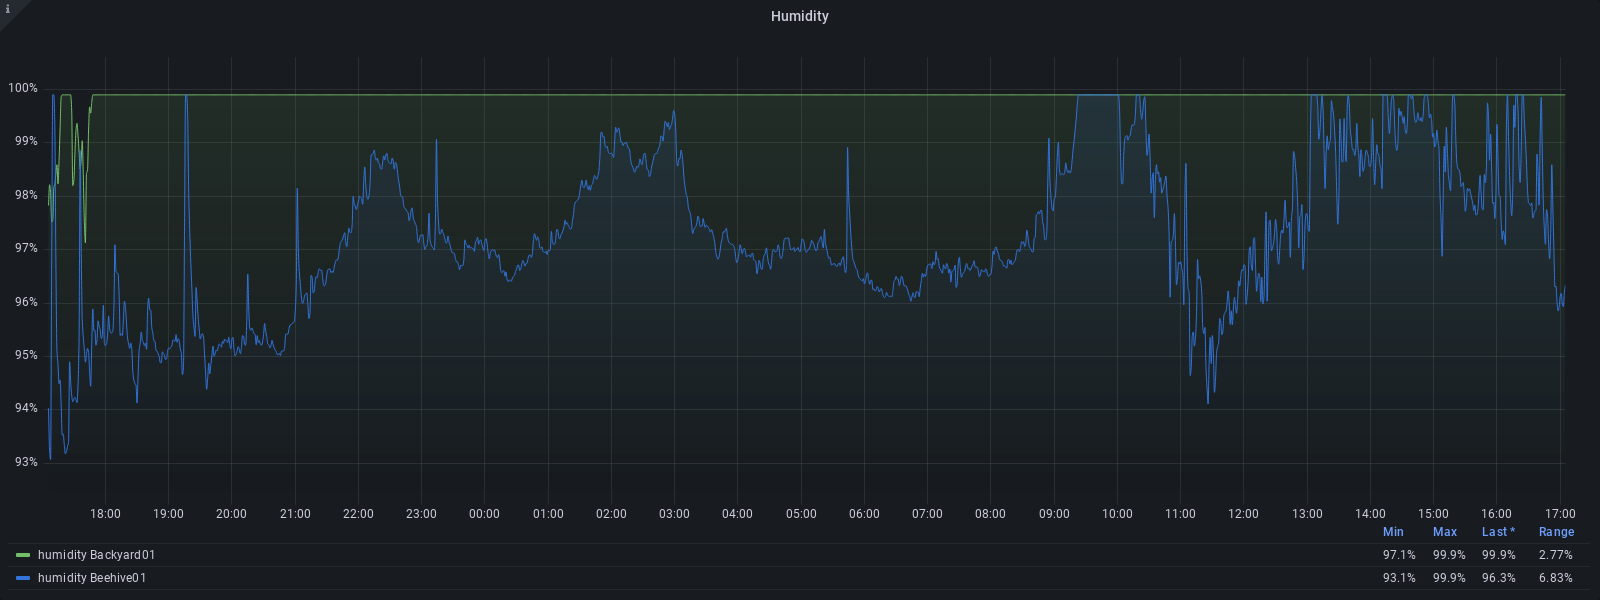 i
Humidity
100%
99%
98%
97%
96%
95%
94%
93%
18:00 19:00 20:00 21:00 22:00 23:00 00:00 01:00 02:00 03:00 04:00 05:00 06:00 07:00 08:00 09:00 10:00 11:00 12:00 13:00 14:00 15:00 16:00 17:00
Min Max Last * Range
humidity Backyard01 97.1% 99.9% 99.9% 2.77%
humidity Beehive01 93.1% 99.9% 96.3% 6.83%